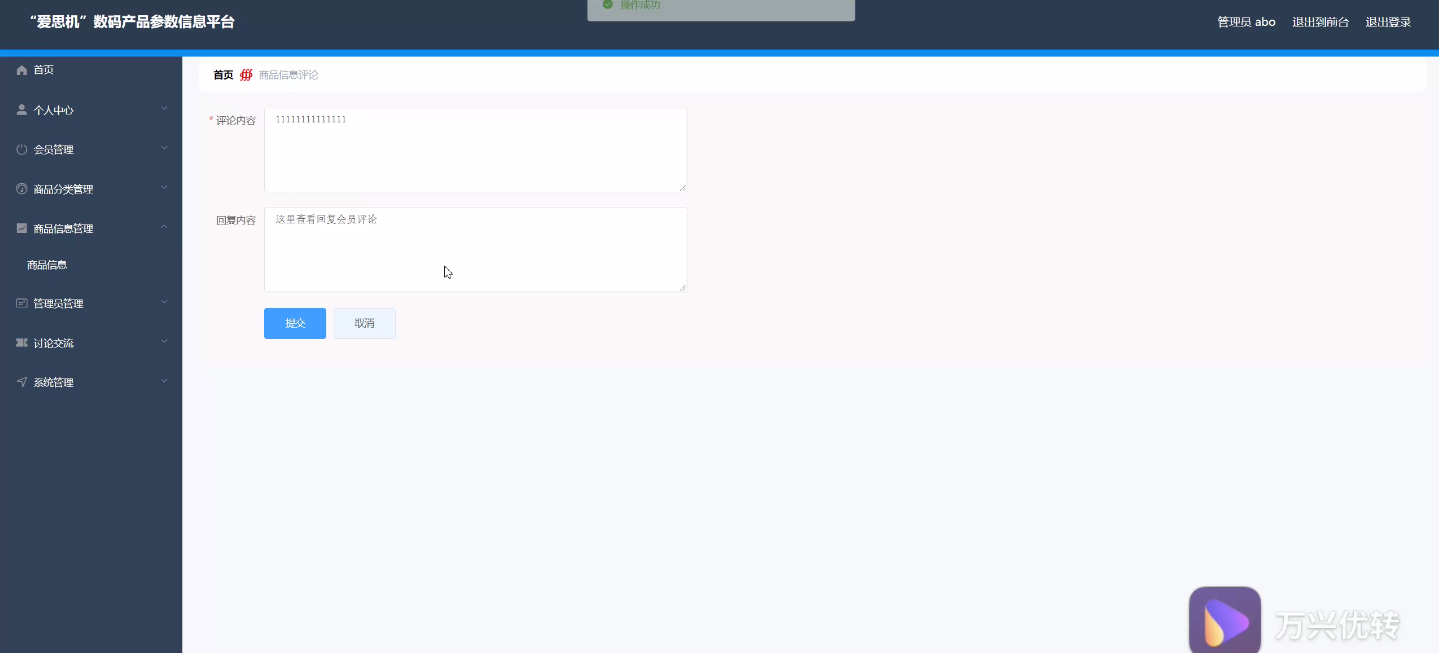 操作成功
“爱思机”数码产品参数信息平台
管理员 abo
退出到前台
退出登录
首页
个人中心
会员管理
商品分类管理
商品信息管理
商品信息
管理员管理
讨论交流
系统管理
首页
商品信息评论
* 评论内容
11111111111111
回复内容
这里查看回复会员评论
提交
取消
万兴优转